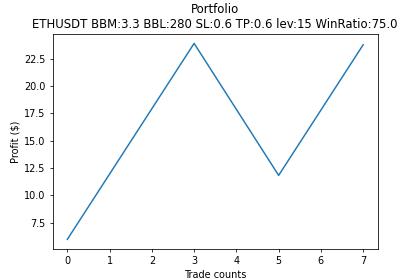 Portfolio
ETHUSDT BBM:3.3 BBL:280 SL:0.6 TP:0.6 lev:15 WinRatio:75.0
Profit ($)
22.5
20.0
17.5
15.0
12.5
10.0
7.5
0 1 2 3 4 5 6 7
Trade counts